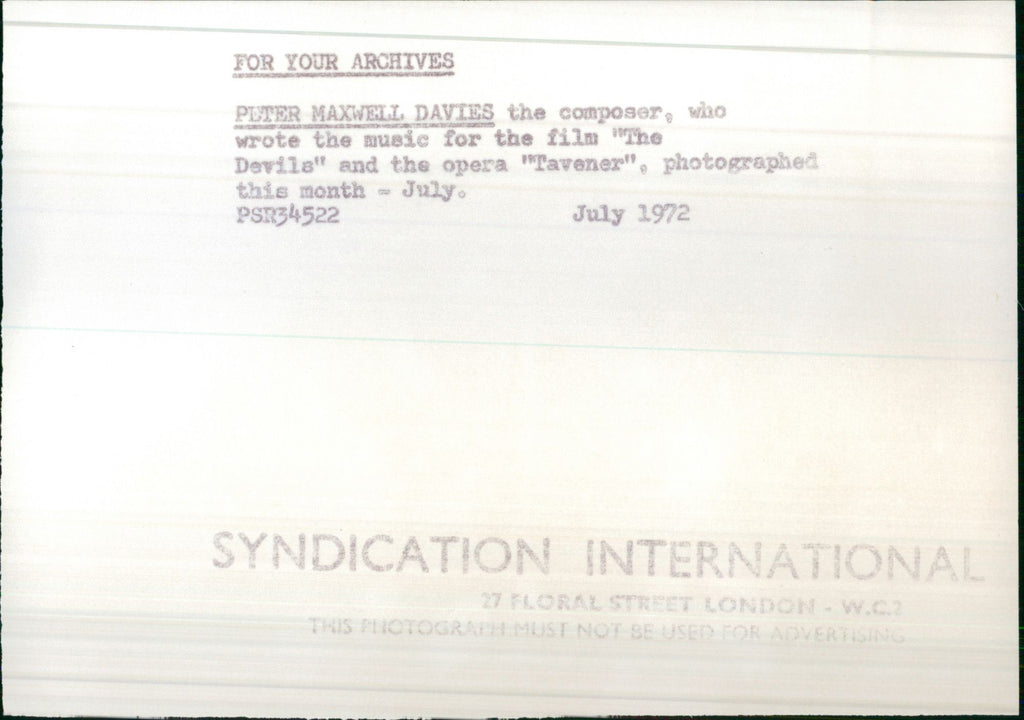 FOR YOUR ARCHIVES
PETER MAXWELL DAVIES the composer, who
wrote the music for the film "The
Devils" and the opera "Tavener", photographed
this month - July.
PSR34522 July 1972
SYNDICATION INTERNATIONAL
27 FLORAL STREET LONDON - W.C.2
THIS PHOTOGRAPH MUST NOT BE USED FOR ADVERTISING